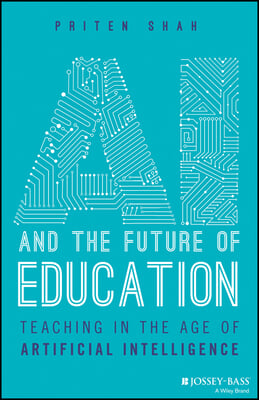 PRITEN SHAH
AI
AND THE FUTURE OF
EDUCATION
TEACHING IN THE AGE OF
ARTIFICIAL INTELLIGENCE
JOSSEY-BASS
A Wiley Brand